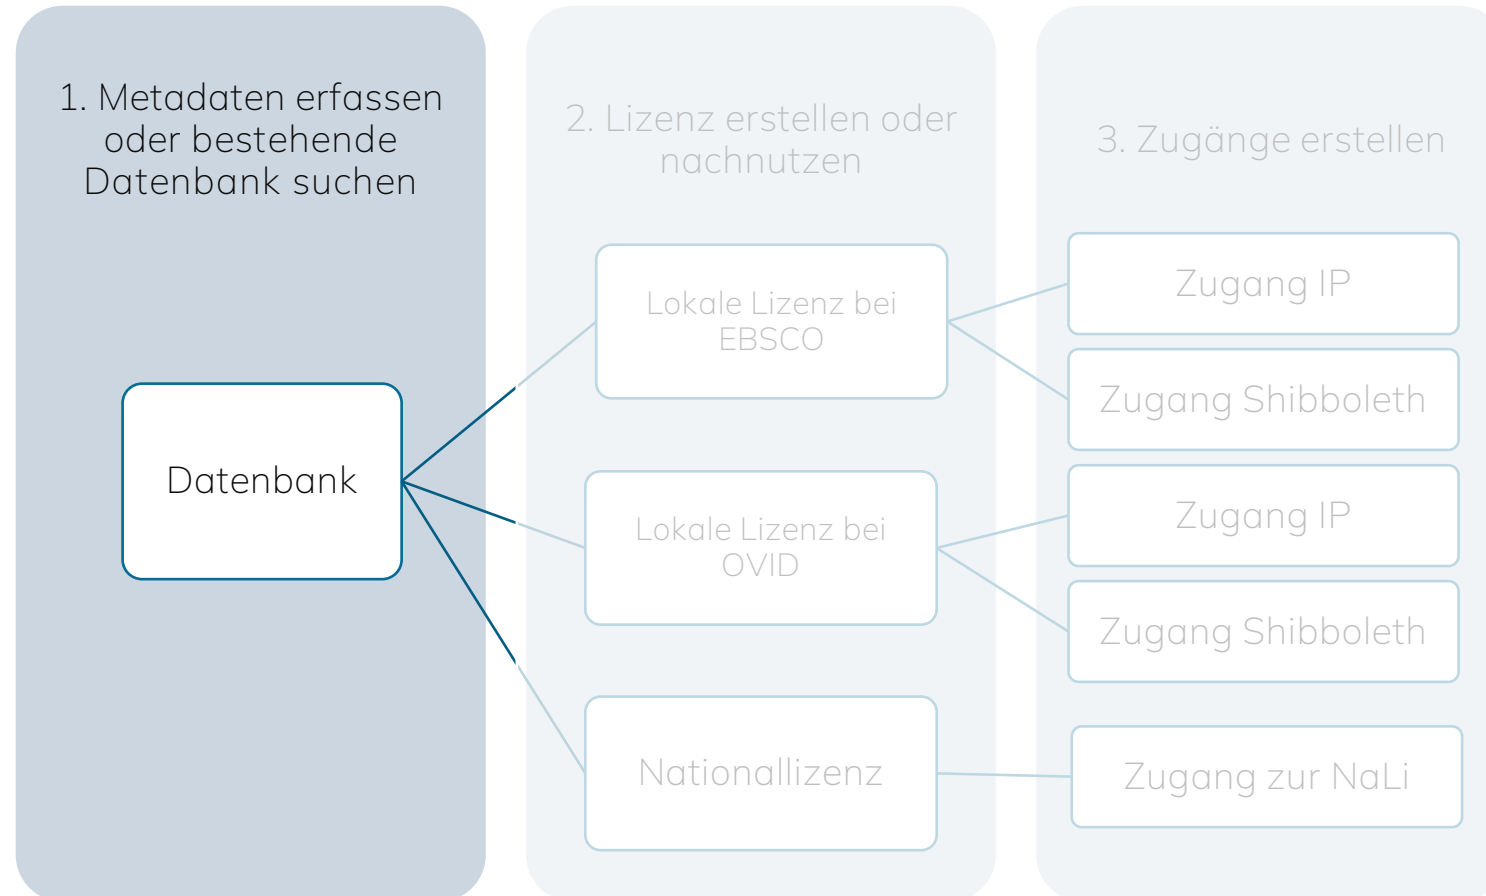 1. Metadaten erfassen
oder bestehende
Datenbank suchen
Datenbank
2. Lizenz erstellen oder
nachnutzen
Lokale Lizenz bei
EBSCO
Lokale Lizenz bei
OVID
Nationallizenz
3. Zugänge erstellen
Zugang IP
Zugang Shibboleth
Zugang IP
Zugang Shibboleth
Zugang zur NaLi